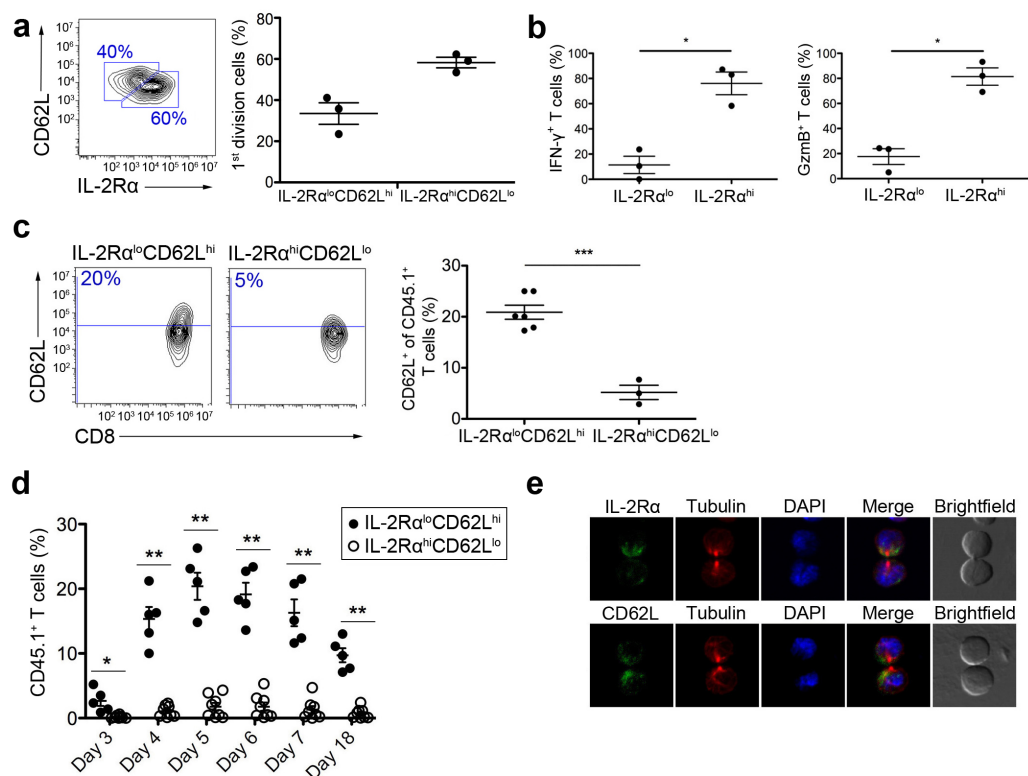 a
CD62L
10⁷
10⁶
10⁵
10⁴
10³
10²
40%
60%
10² 10³ 10⁴ 10⁵ 10⁶ 10⁷
IL-2Rα
1ˢᵗ division cells (%)
80
60
40
20
0
IL-2RαˡᵒCD62Lʰⁱ
IL-2RαʰⁱCD62Lˡᵒ
b
IFN-γ⁺ T cells (%)
100
80
60
40
20
0
*
IL-2Rαˡᵒ
IL-2Rαʰⁱ
GzmB⁺ T cells (%)
100
80
60
40
20
0
*
IL-2Rαˡᵒ
IL-2Rαʰⁱ
c
IL-2RαˡᵒCD62Lʰⁱ
IL-2RαʰⁱCD62Lˡᵒ
CD62L
10⁷
10⁶
10⁵
10⁴
10³
10²
20%
5%
10² 10³ 10⁴ 10⁵ 10⁶ 10⁷
10² 10³ 10⁴ 10⁵ 10⁶ 10⁷
CD8
CD62L⁺ of CD45.1⁺
T cells (%)
30
20
10
0
***
IL-2RαˡᵒCD62Lʰⁱ
IL-2RαʰⁱCD62Lˡᵒ
d
CD45.1⁺ T cells (%)
30
20
10
0
IL-2RαˡᵒCD62Lʰⁱ
IL-2RαʰⁱCD62Lˡᵒ
*
**
**
**
**
**
Day 3
Day 4
Day 5
Day 6
Day 7
Day 18
e
IL-2Rα Tubulin DAPI Merge Brightfield
CD62L Tubulin DAPI Merge Brightfield